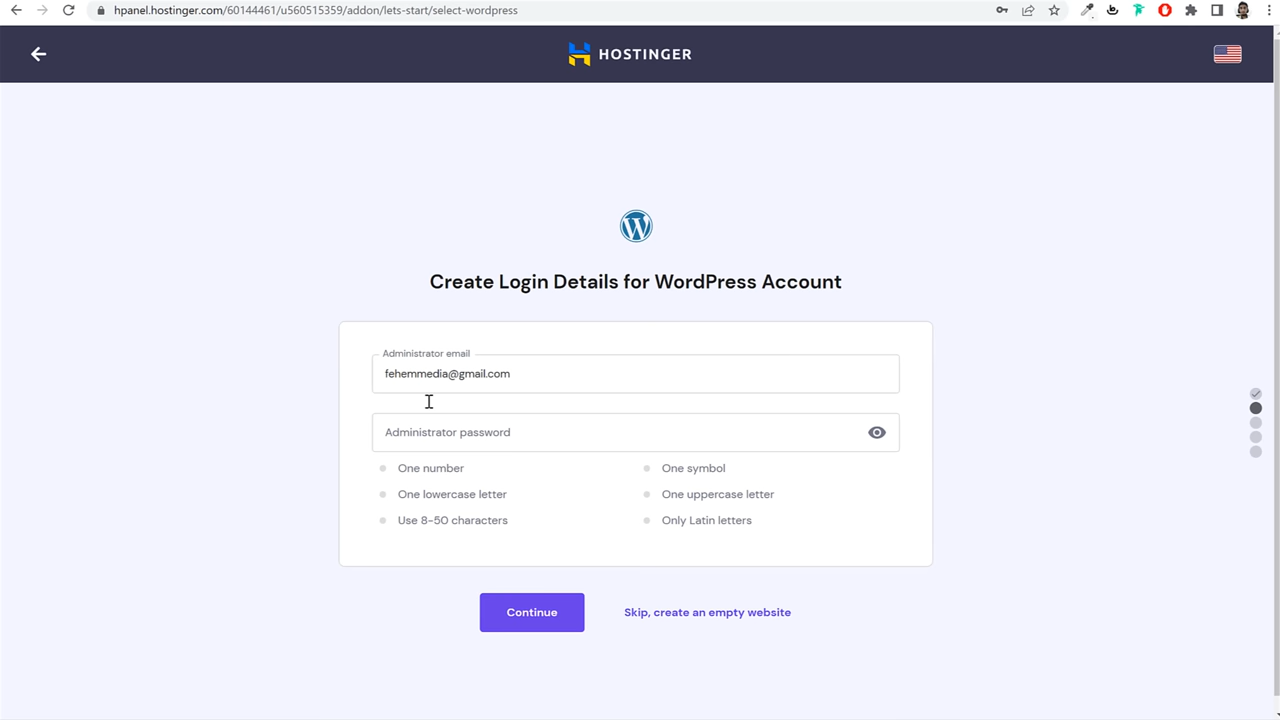 hpanel.hostinger.com/60144461/u560515359/addon/lets-start/select-wordpress
HOSTINGER
Create Login Details for WordPress Account
Administrator email
fehemmedia@gmail.com
Administrator password
One number
One symbol
One lowercase letter
One uppercase letter
Use 8-50 characters
Only Latin letters
Continue
Skip, create an empty website